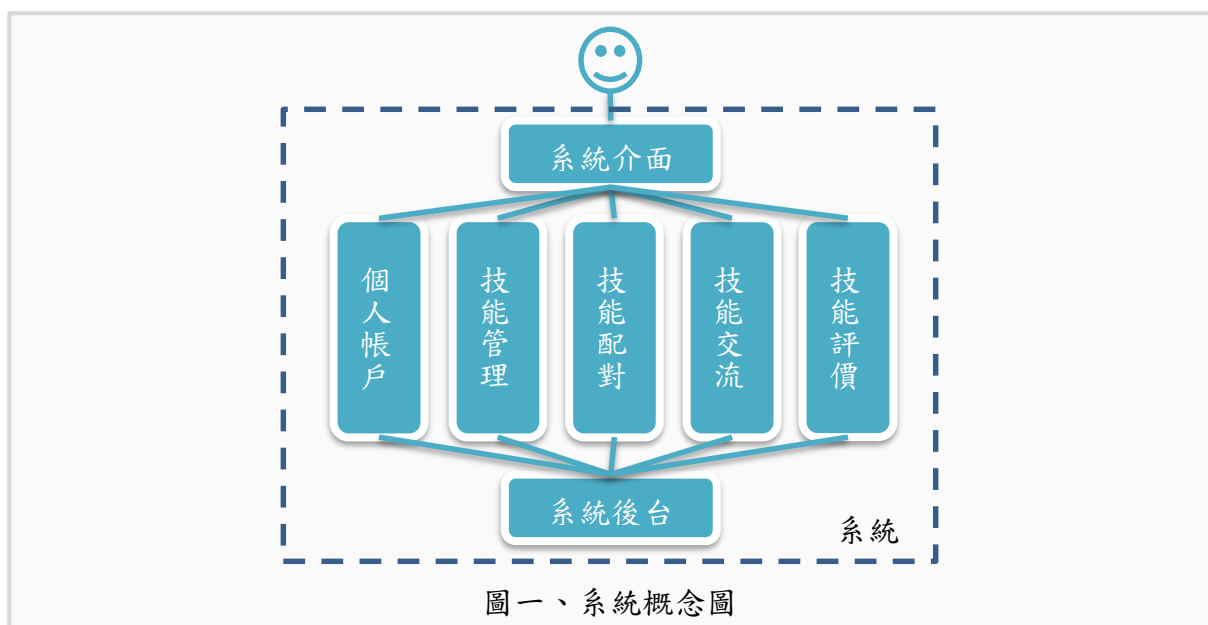 系統介面
個人帳戶
技能管理
技能配對
技能交流
技能評價
系統後台
系統
圖一、系統概念圖